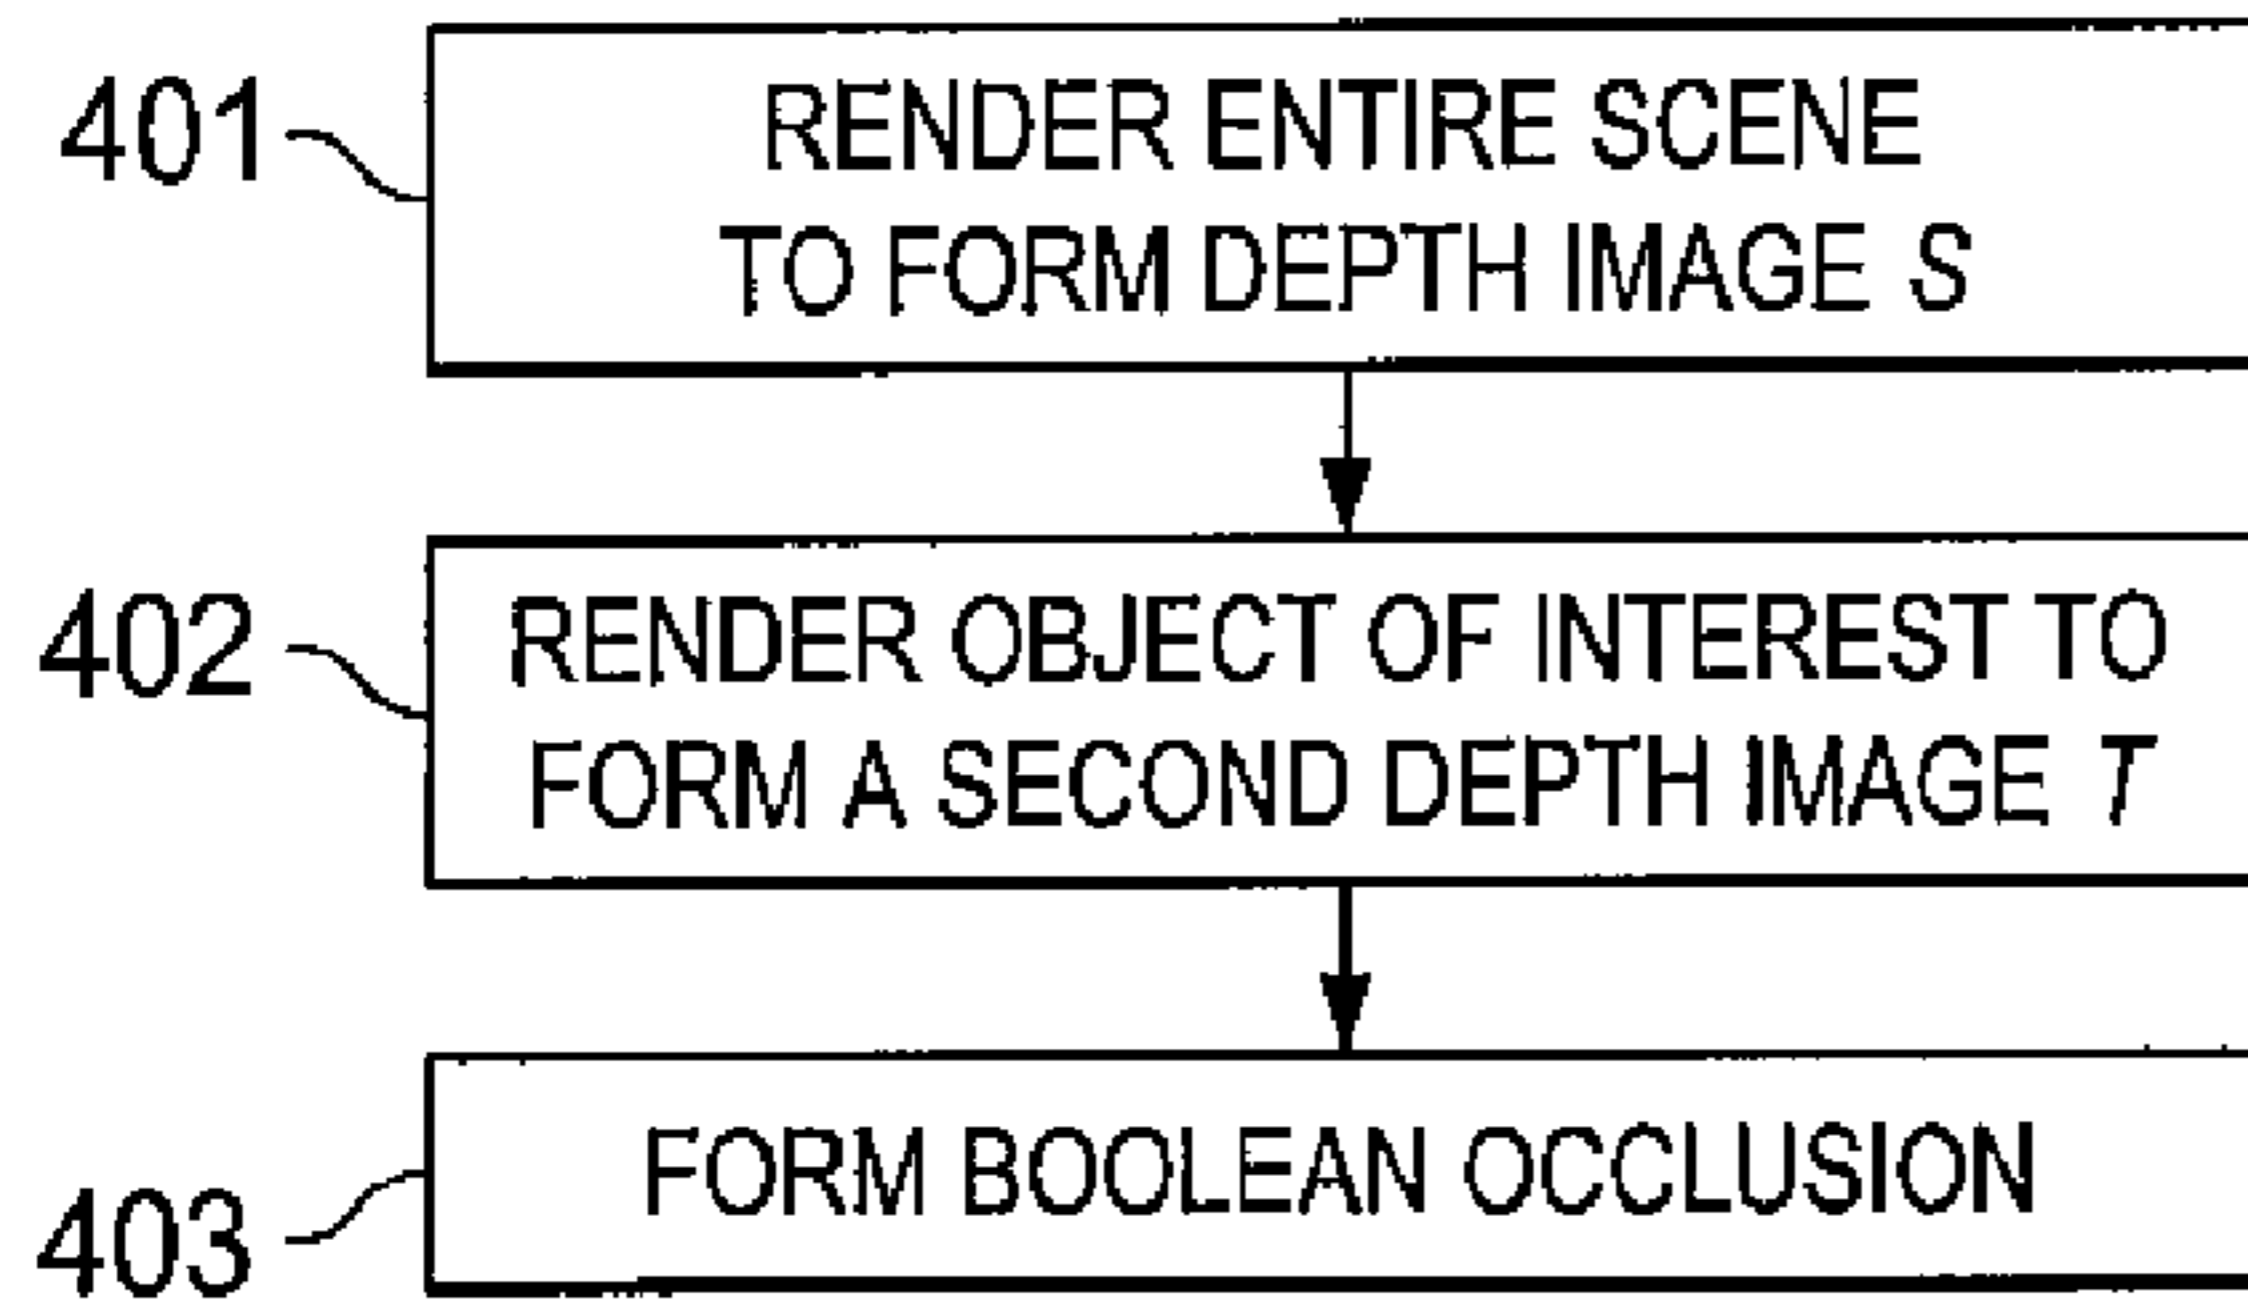 401
RENDER ENTIRE SCENE
TO FORM DEPTH IMAGE S
402
RENDER OBJECT OF INTEREST TO
FORM A SECOND DEPTH IMAGE T
403
FORM BOOLEAN OCCLUSION